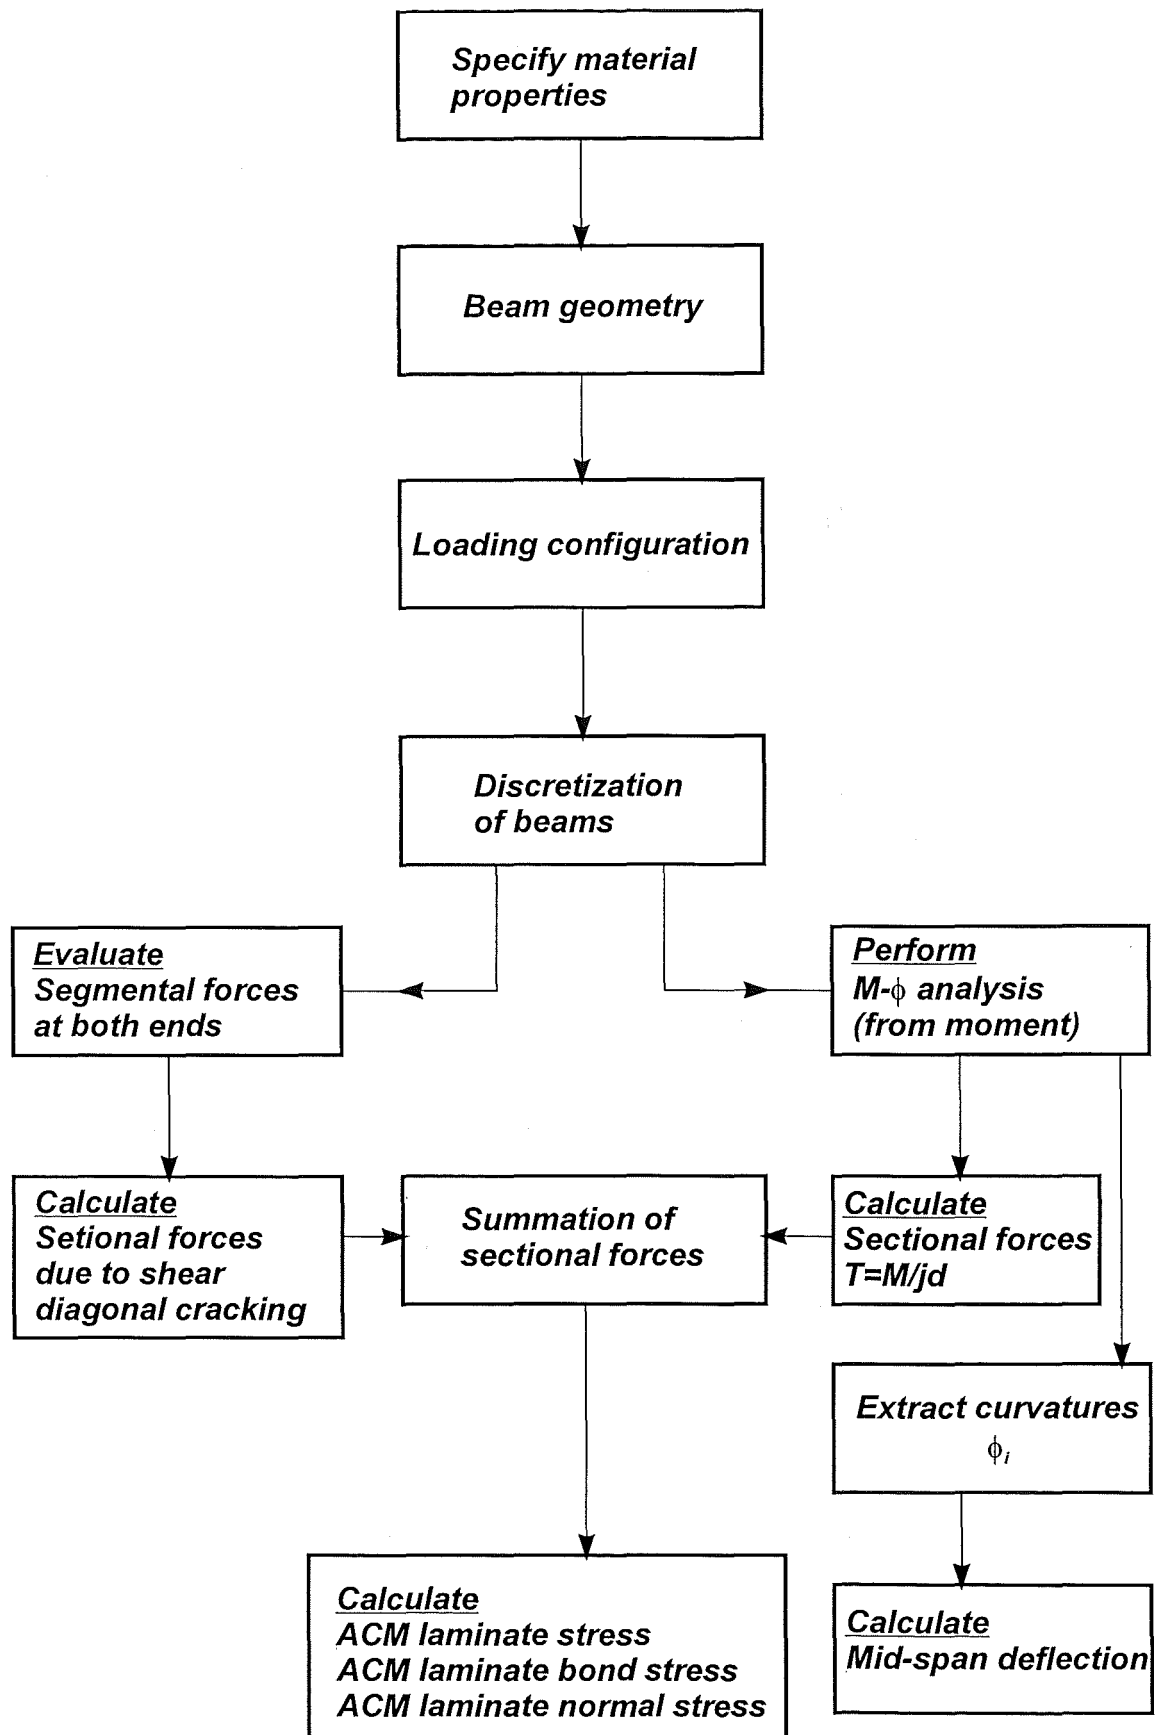 Specify material
properties
Beam geometry
Loading configuration
Discretization
of beams
Evaluate
Segmental forces
at both ends
Perform
M-ϕ analysis
(from moment)
Calculate
Setional forces
due to shear
diagonal cracking
Summation of
sectional forces
Calculate
Sectional forces
T=M/jd
Extract curvatures
ϕi
Calculate
ACM laminate stress
ACM laminate bond stress
ACM laminate normal stress
Calculate
Mid-span deflection